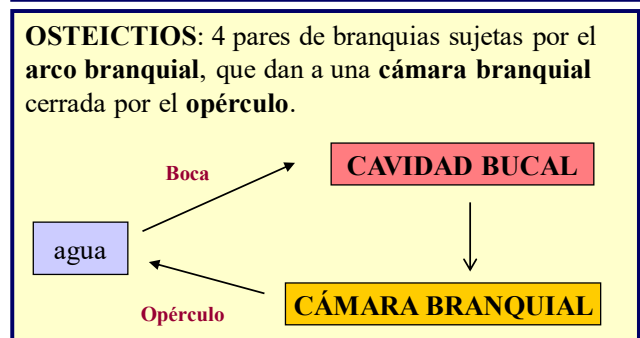 OSTEICTIOS: 4 pares de branquias sujetas por el
arco branquial, que dan a una cámara branquial
cerrada por el opérculo.
Boca
CAVIDAD BUCAL
agua
Opérculo
CÁMARA BRANQUIAL